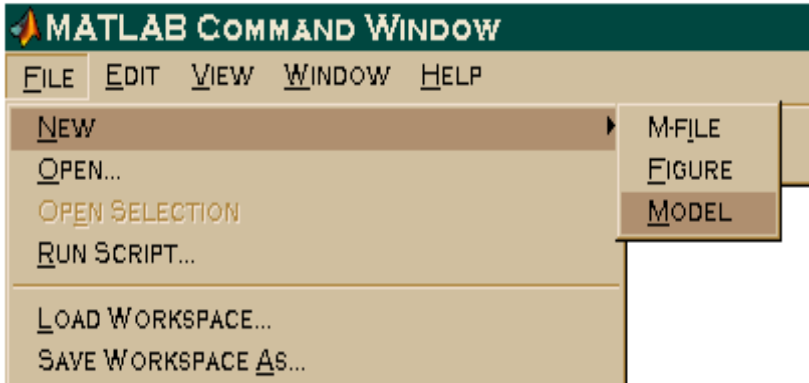 MATLAB COMMAND WINDOW
FILE EDIT VIEW WINDOW HELP
NEW
M-FILE
OPEN...
FIGURE
OPEN SELECTION
MODEL
RUN SCRIPT...
LOAD WORKSPACE...
SAVE WORKSPACE AS...